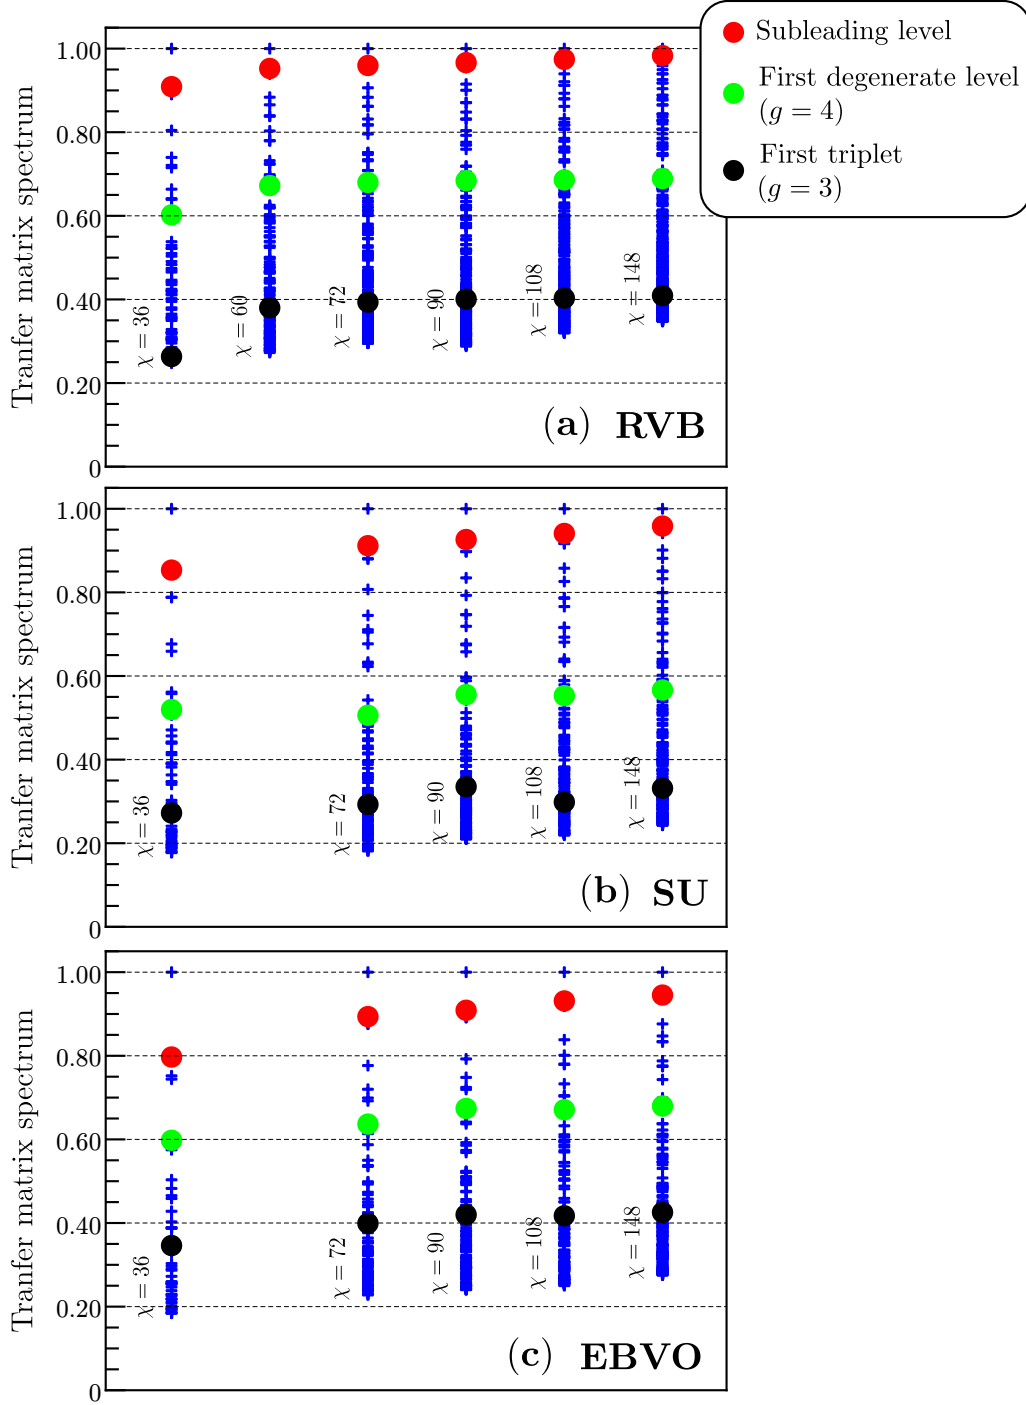 Subleading level
First degenerate level
(g = 4)
First triplet
(g = 3)
Tranfer matrix spectrum
1.00
0.80
0.60
0.40
0.20
0
χ = 36
χ = 60
χ = 72
χ = 90
χ = 108
χ = 148
(a) RVB
Tranfer matrix spectrum
1.00
0.80
0.60
0.40
0.20
0
χ = 36
χ = 72
χ = 90
χ = 108
χ = 148
(b) SU
Tranfer matrix spectrum
1.00
0.80
0.60
0.40
0.20
0
χ = 36
χ = 72
χ = 90
χ = 108
χ = 148
(c) EBVO